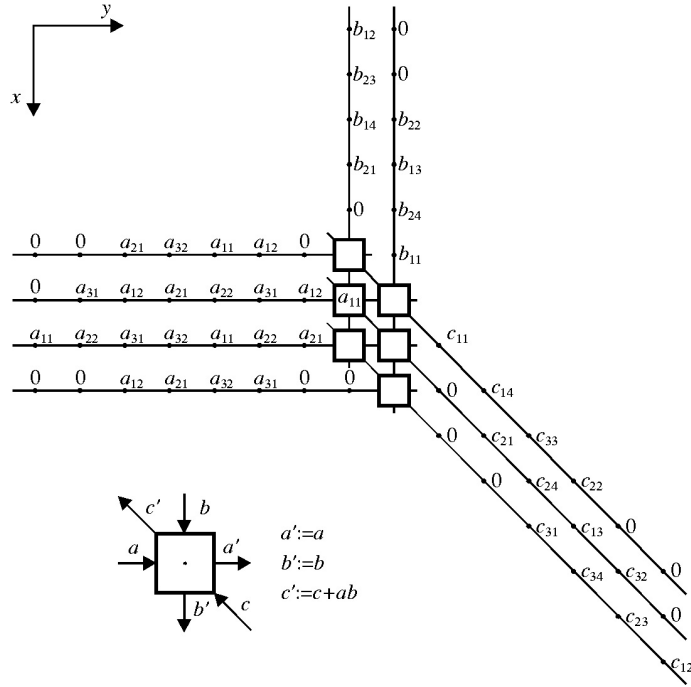 y
b₁₂ 0
x
b₂₃ 0
b₁₄ b₂₂
b₂₁ b₁₃
0 b₂₄
0 0 a₂₁ a₃₂ a₁₁ a₁₂ 0 b₁₁
0 a₃₁ a₁₂ a₂₁ a₂₂ a₃₁ a₁₂ a₁₁
a₁₁ a₂₂ a₃₁ a₃₂ a₁₁ a₂₂ a₂₁ c₁₁
0 0 a₁₂ a₂₁ a₃₂ a₃₁ 0 0 0 c₁₄
0 c₂₁ c₃₃
0 c₂₄ c₂₂
c₃₁ c₁₃ 0
c₃₄ c₃₂ 0
c₂₃ 0
c₁₂
c′ b
a a′
b′ c
a′:=a
b′:=b
c′:=c+ab